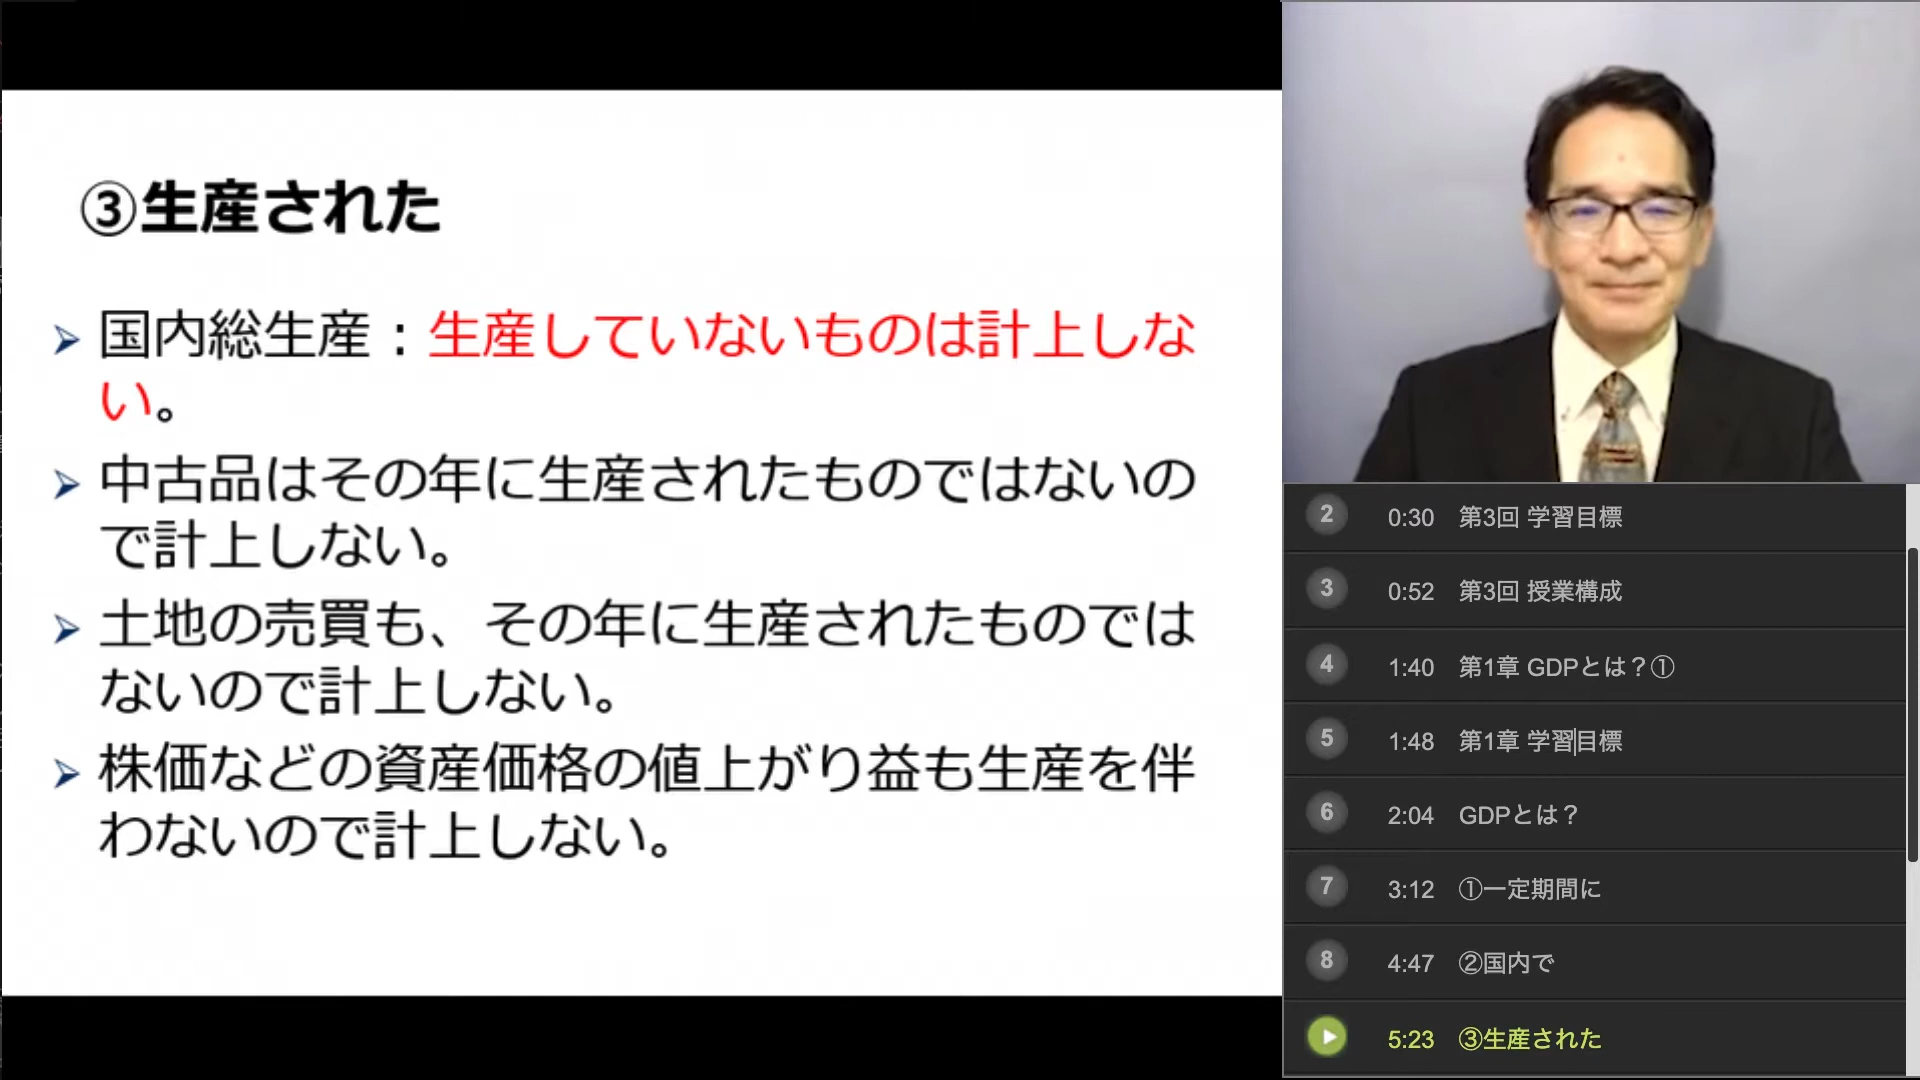 ③生産された
国内総生産：生産していないものは計上しな
い。
中古品はその年に生産されたものではないの
で計上しない。
土地の売買も、その年に生産されたものでは
ないので計上しない。
株価などの資産価格の値上がり益も生産を伴
わないので計上しない。
2 0:30 第3回 学習目標
3 0:52 第3回 授業構成
4 1:40 第1章 GDPとは？①
5 1:48 第1章 学習目標
6 2:04 GDPとは？
7 3:12 ①一定期間に
8 4:47 ②国内で
5:23 ③生産された